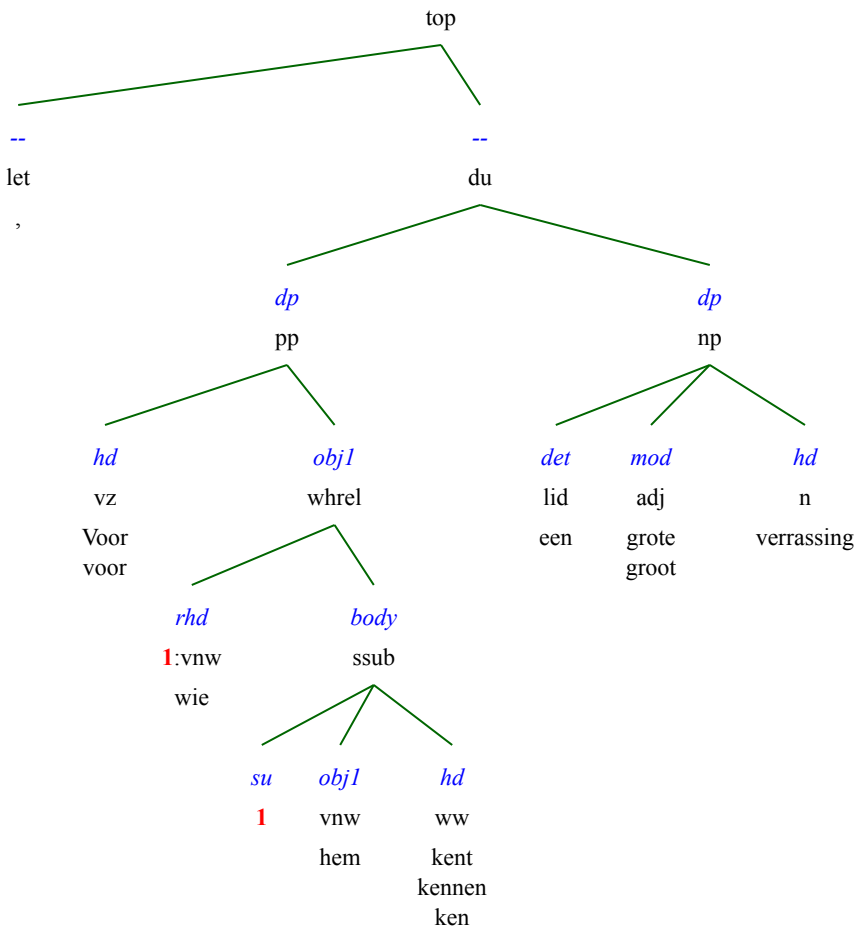 top
-- --
let du
,
dp dp
pp np
hd obj1 det mod hd
vz whrel lid adj n
Voor een grote verrassing
voor groot
rhd body
1:vnw ssub
wie
su obj1 hd
1 vnw ww
hem kent
kennen
ken